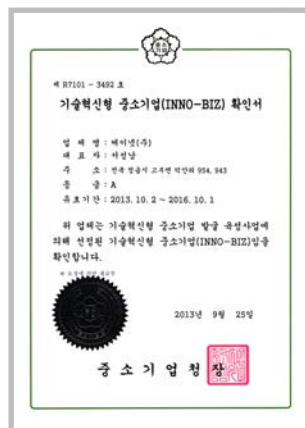 제 R7101 - 3492 호
기술혁신형 중소기업(INNO-BIZ) 확인서
업 체 명 : 베이넷(주)
대 표 자 : 서성남
주 소 : 전북 정읍시 고부면 덕안리 954, 943
등 급 : A
유효기간 : 2013. 10. 2 ~ 2016. 10. 1
위 업체는 기술혁신형 중소기업 발굴 육성사업에
의해 선정된 기술혁신형 중소기업(INNO-BIZ)임을
확인합니다.
2013년 9월 25일
중소기업청장